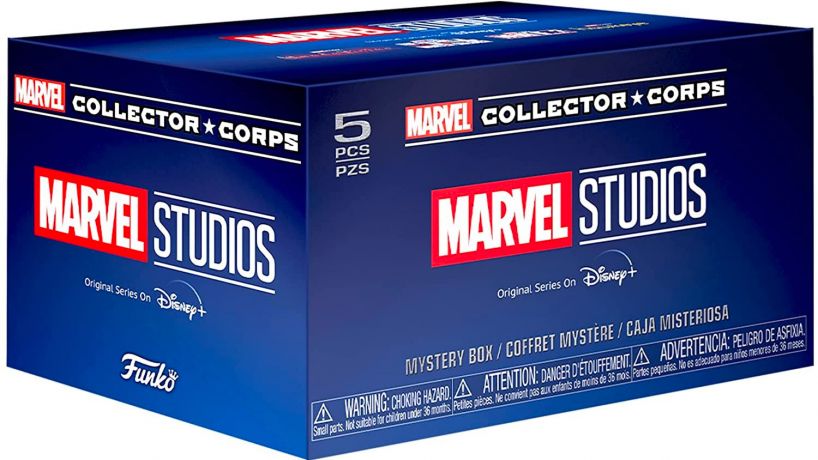 MARVEL COLLECTOR ★ CORPS
MARVEL STUDIOS
Original Series On Disney+
Funko
5
PCS
PZS
MARVEL COLLECTOR ★ CORPS
MARVEL STUDIOS
Original Series On Disney+
MYSTERY BOX / COFFRET MYSTÈRE / CAJA MISTERIOSA
WARNING: CHOKING HAZARD.
Small parts. Not suitable for children under 36 months.
ATTENTION: DANGER D'ÉTOUFFEMENT.
Petites pièces. Ne convient pas aux enfants de moins de 36 mois.
ADVERTENCIA: PELIGRO DE ASFIXIA.
Partes pequeñas. No es adecuado para niños menores de 36 meses.